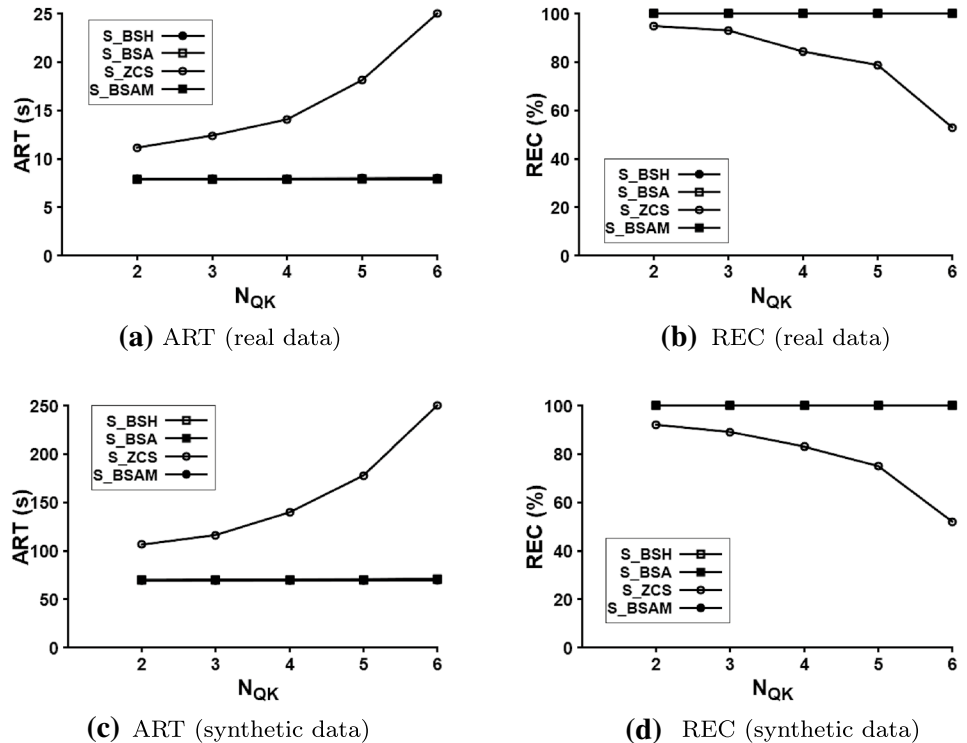 25
20
15
10
5
0
ART (s)
S_BSH
S_BSA
S_ZCS
S_BSAM
2 3 4 5 6
NQK
(a) ART (real data)
100
80
60
40
20
0
REC (%)
S_BSH
S_BSA
S_ZCS
S_BSAM
2 3 4 5 6
NQK
(b) REC (real data)
250
200
150
100
50
0
ART (s)
S_BSH
S_BSA
S_ZCS
S_BSAM
2 3 4 5 6
NQK
(c) ART (synthetic data)
100
80
60
40
20
0
REC (%)
S_BSH
S_BSA
S_ZCS
S_BSAM
2 3 4 5 6
NQK
(d) REC (synthetic data)